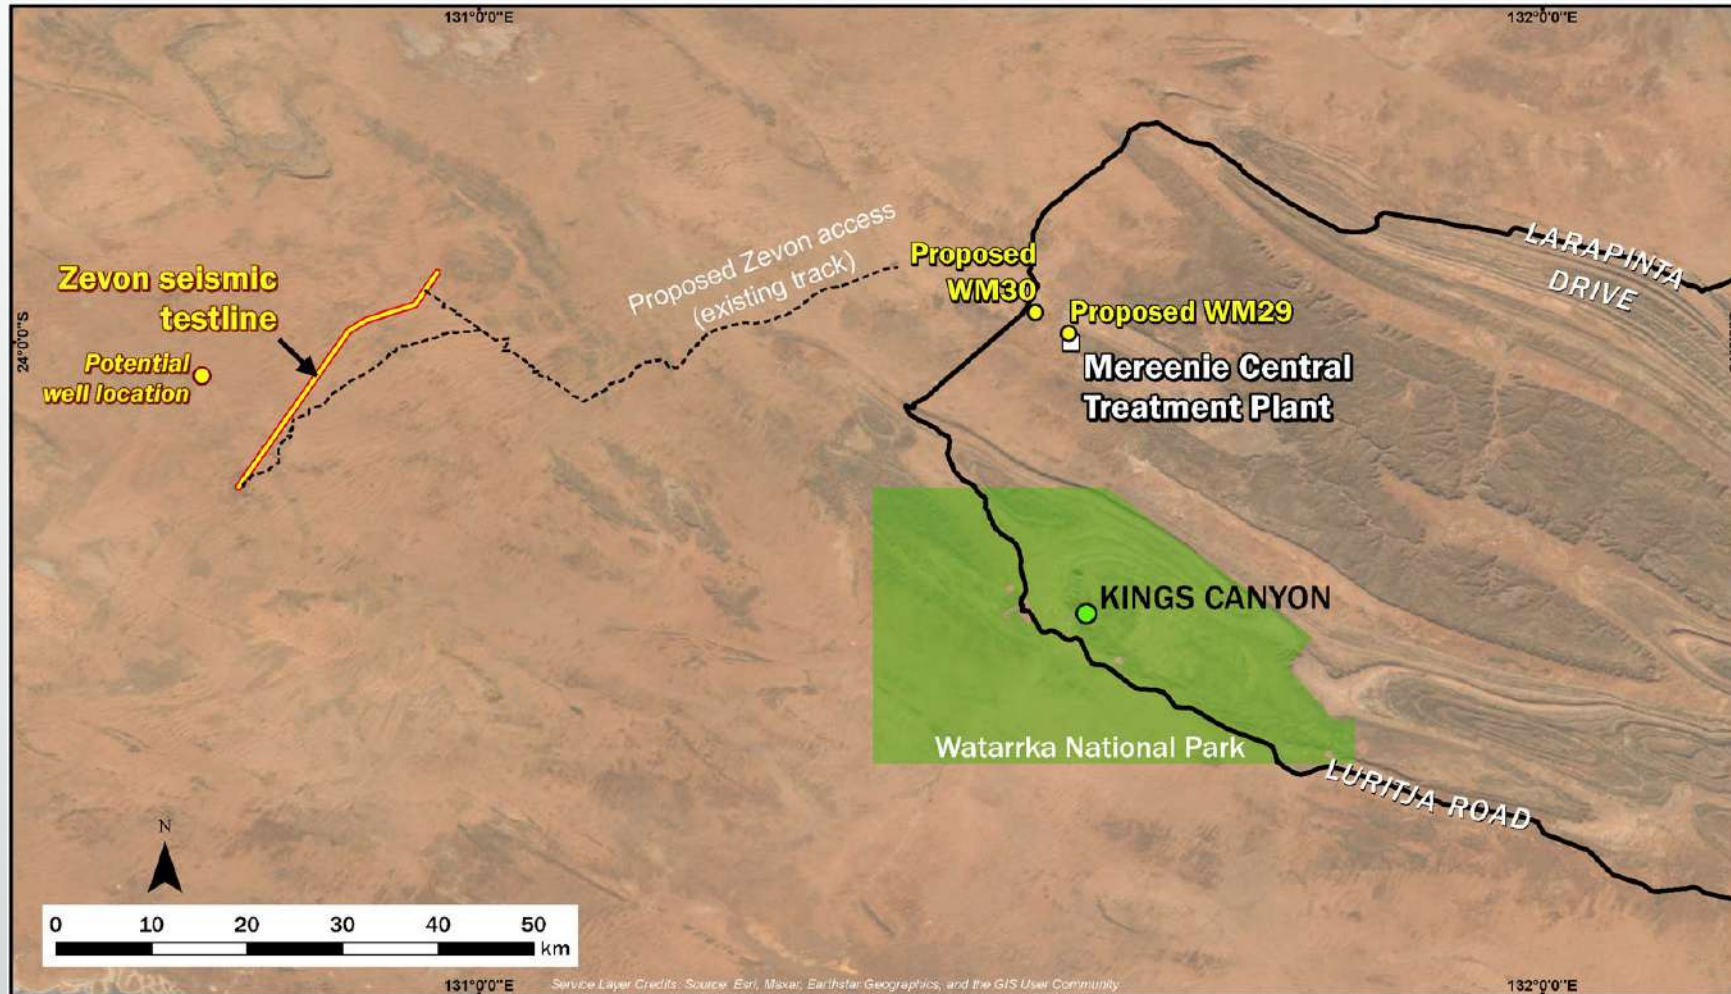 131°0'0"E
132°0'0"E
LARAPINTA
DRIVE
Proposed Zevon access
(existing track)
Proposed
WM30
Zevon seismic
testline
24°0'0"S
Proposed WM29
Potential
well location
Mereenie Central
Treatment Plant
KINGS CANYON
Watarrka National Park
LURITJA ROAD
N
0 10 20 30 40 50
km
131°0'0"E
Service Layer Credits: Source: Esri, Maxar, Earthstar Geographics, and the GIS User Community
132°0'0"E